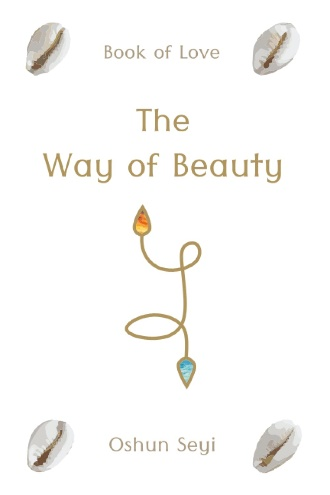 Book of Love
The
Way of Beauty
Oshun Seyi